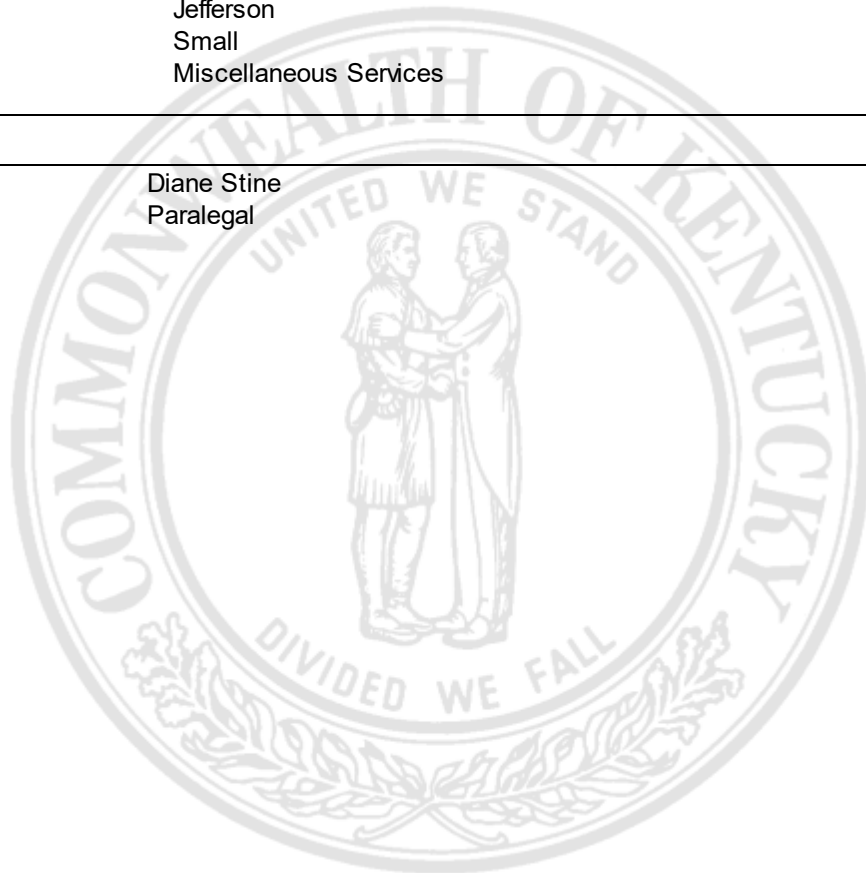 Jefferson
Small
Miscellaneous Services
Diane Stine
Paralegal
COMMONWEALTH OF KENTUCKY
UNITED WE STAND
DIVIDED WE FALL